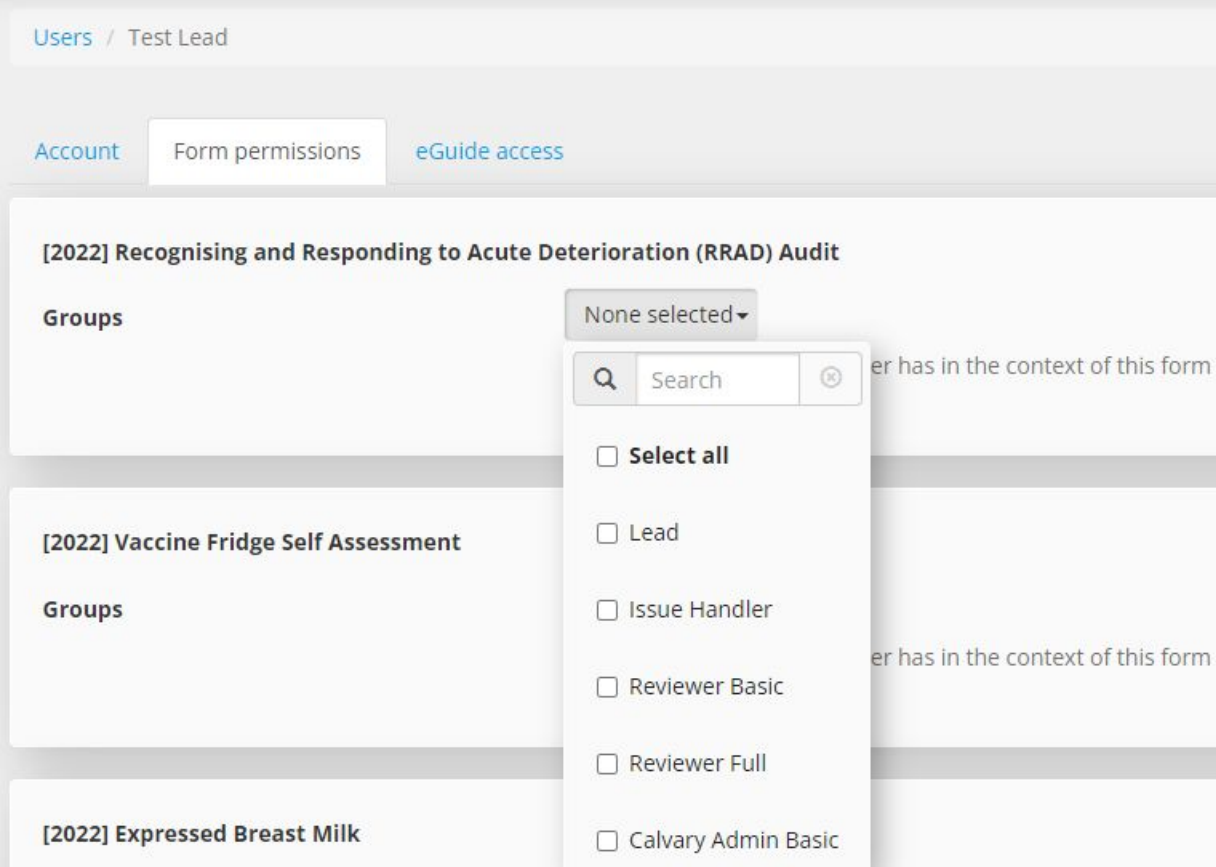 Users / Test Lead
Account Form permissions eGuide access
[2022] Recognising and Responding to Acute Deterioration (RRAD) Audit
Groups
None selected
er has in the context of this form
Search
Select all
Lead
Issue Handler
Reviewer Basic
Reviewer Full
Calvary Admin Basic
[2022] Vaccine Fridge Self Assessment
Groups
er has in the context of this form
[2022] Expressed Breast Milk